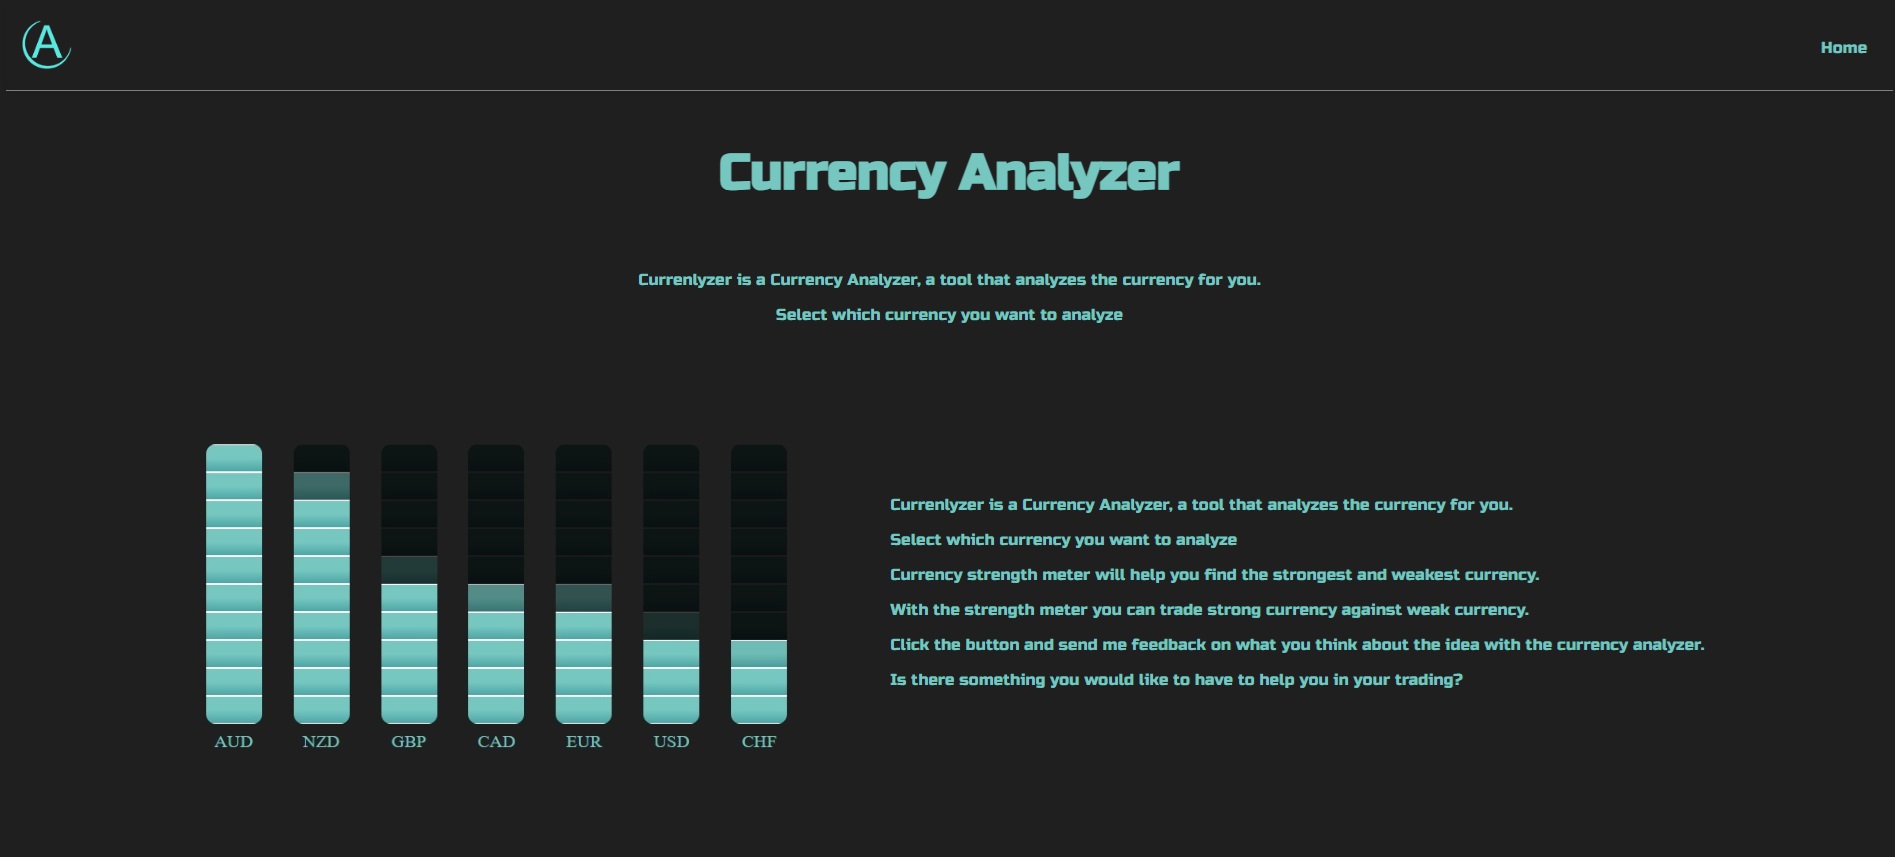 A
Home
Currency Analyzer
Currenlyzer is a Currency Analyzer, a tool that analyzes the currency for you.
Select which currency you want to analyze
AUD NZD GBP CAD EUR USD CHF
Currenlyzer is a Currency Analyzer, a tool that analyzes the currency for you.
Select which currency you want to analyze
Currency strength meter will help you find the strongest and weakest currency.
With the strength meter you can trade strong currency against weak currency.
Click the button and send me feedback on what you think about the idea with the currency analyzer.
Is there something you would like to have to help you in your trading?